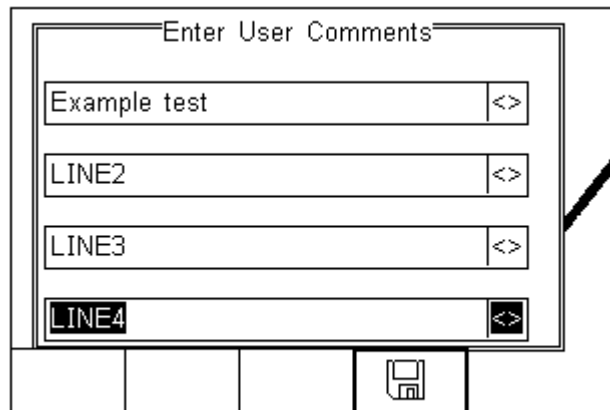 Enter User Comments
Example test <>
LINE2 <>
LINE3 <>
LINE4 <>